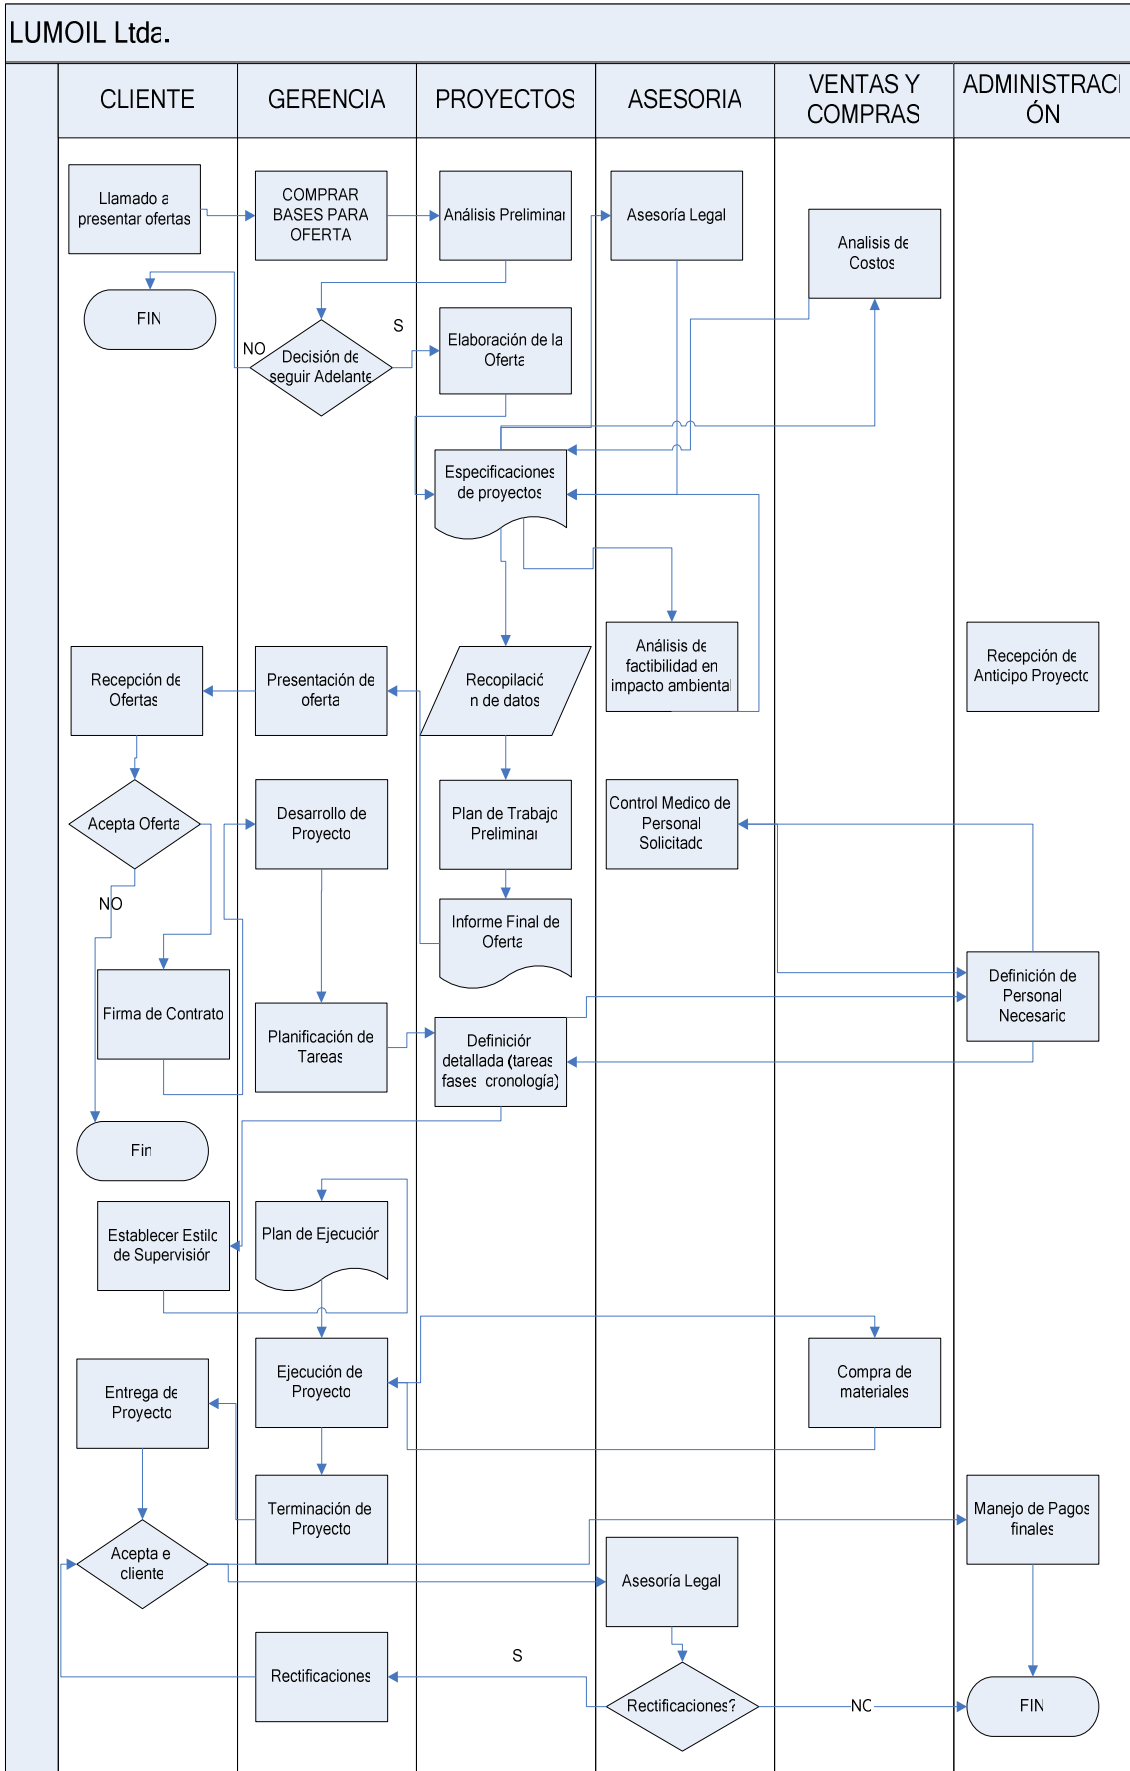 LUMOIL Ltda.
CLIENTE
GERENCIA
PROYECTOS
ASESORIA
VENTAS Y
COMPRAS
ADMINISTRACI
ÓN
Llamado a
presentar ofertas
COMPRAR
BASES PARA
OFERTA
Análisis Preliminar
Asesoría Legal
Analisis de
Costos
FIN
NO
Decisión de
seguir Adelante
S
Elaboración de la
Oferta
Especificaciones
de proyectos
Recepción de
Ofertas
Presentación de
oferta
Recopilació
n de datos
Análisis de
factibilidad en
impacto ambiental
Recepción de
Anticipo Proyecto
Acepta Oferta
Desarrollo de
Proyecto
Plan de Trabajo
Preliminar
Control Medico de
Personal
Solicitado
NO
Informe Final de
Oferta
Firma de Contrato
Planificación de
Tareas
Definición
detallada (tareas
fases cronología)
Definición de
Personal
Necesario
Fin
Establecer Estilo
de Supervisión
Plan de Ejecución
Ejecución de
Proyecto
Compra de
materiales
Entrega de
Proyecto
Terminación de
Proyecto
Manejo de Pagos
finales
Acepta e
cliente
Asesoría Legal
Rectificaciones
S
Rectificaciones?
NO
FIN